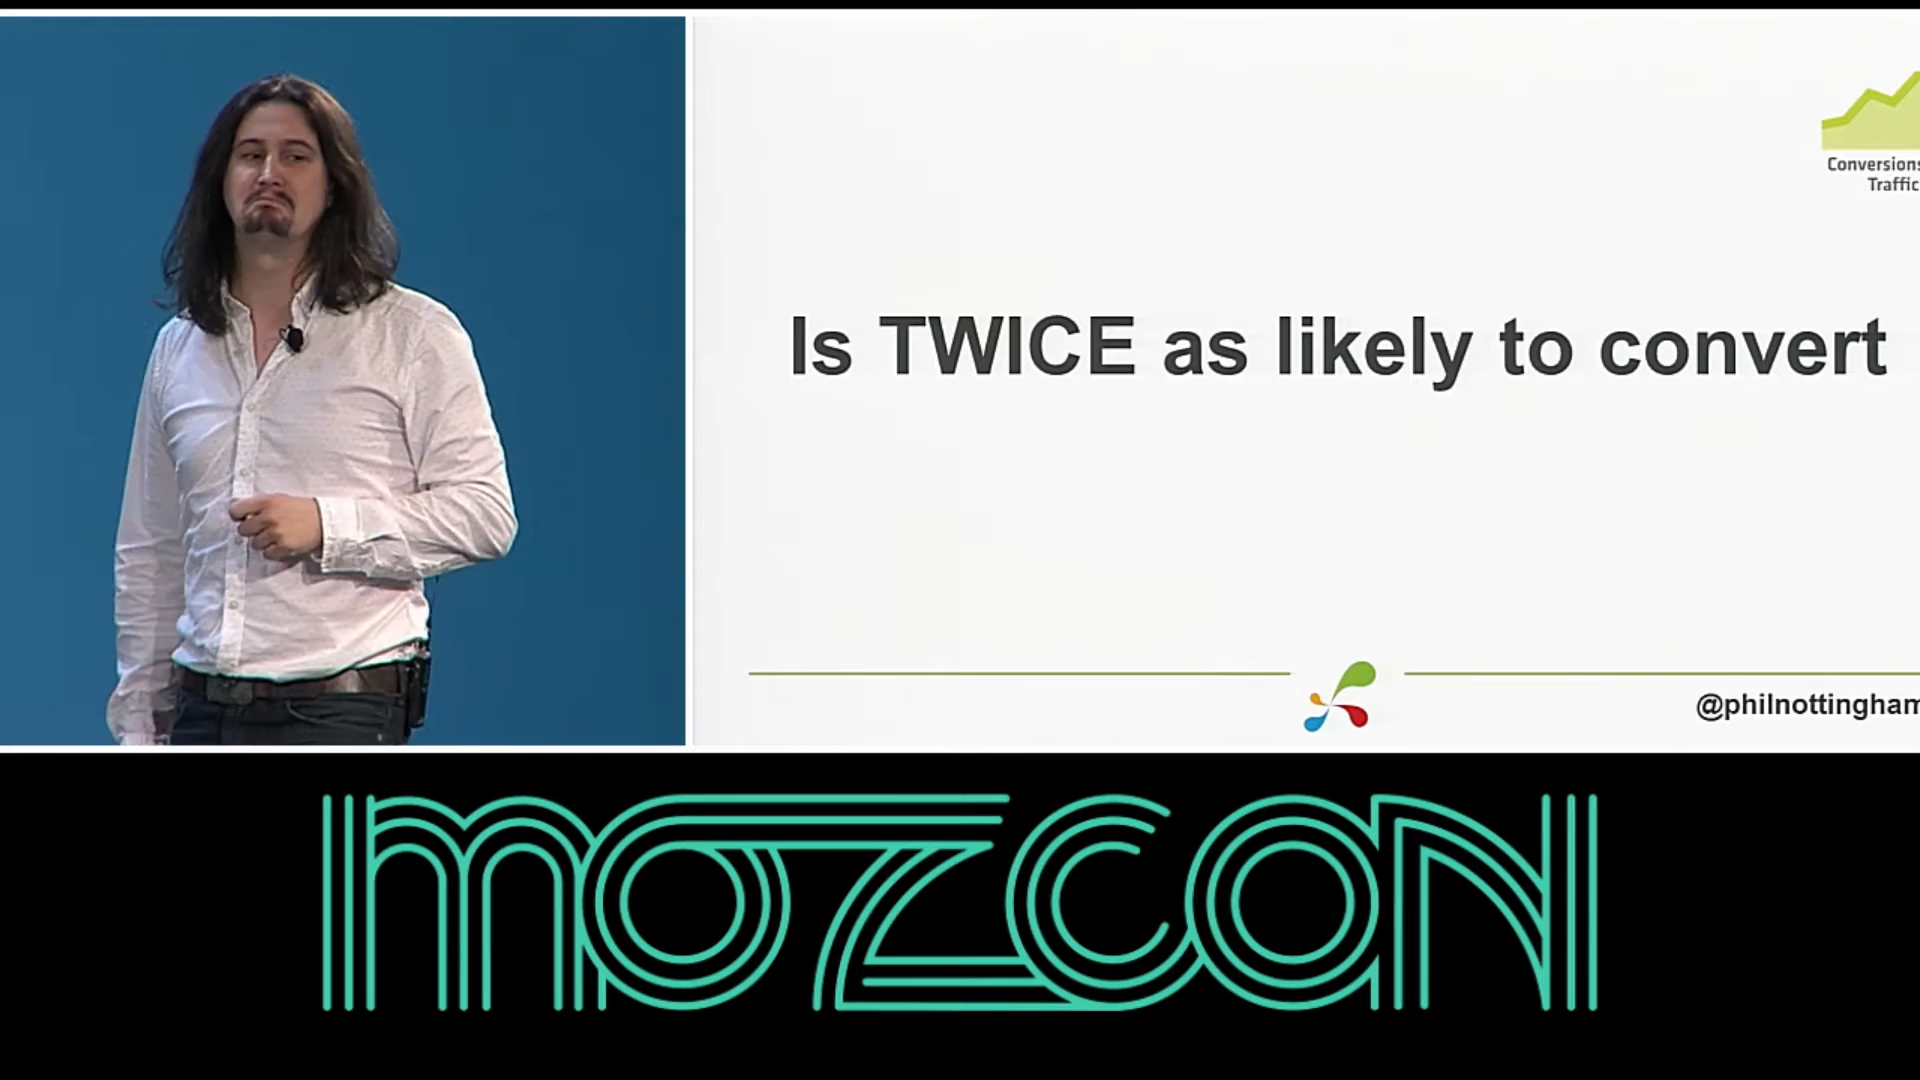 Conversions
Traffic
Is TWICE as likely to convert
@philnottingham
mozcon